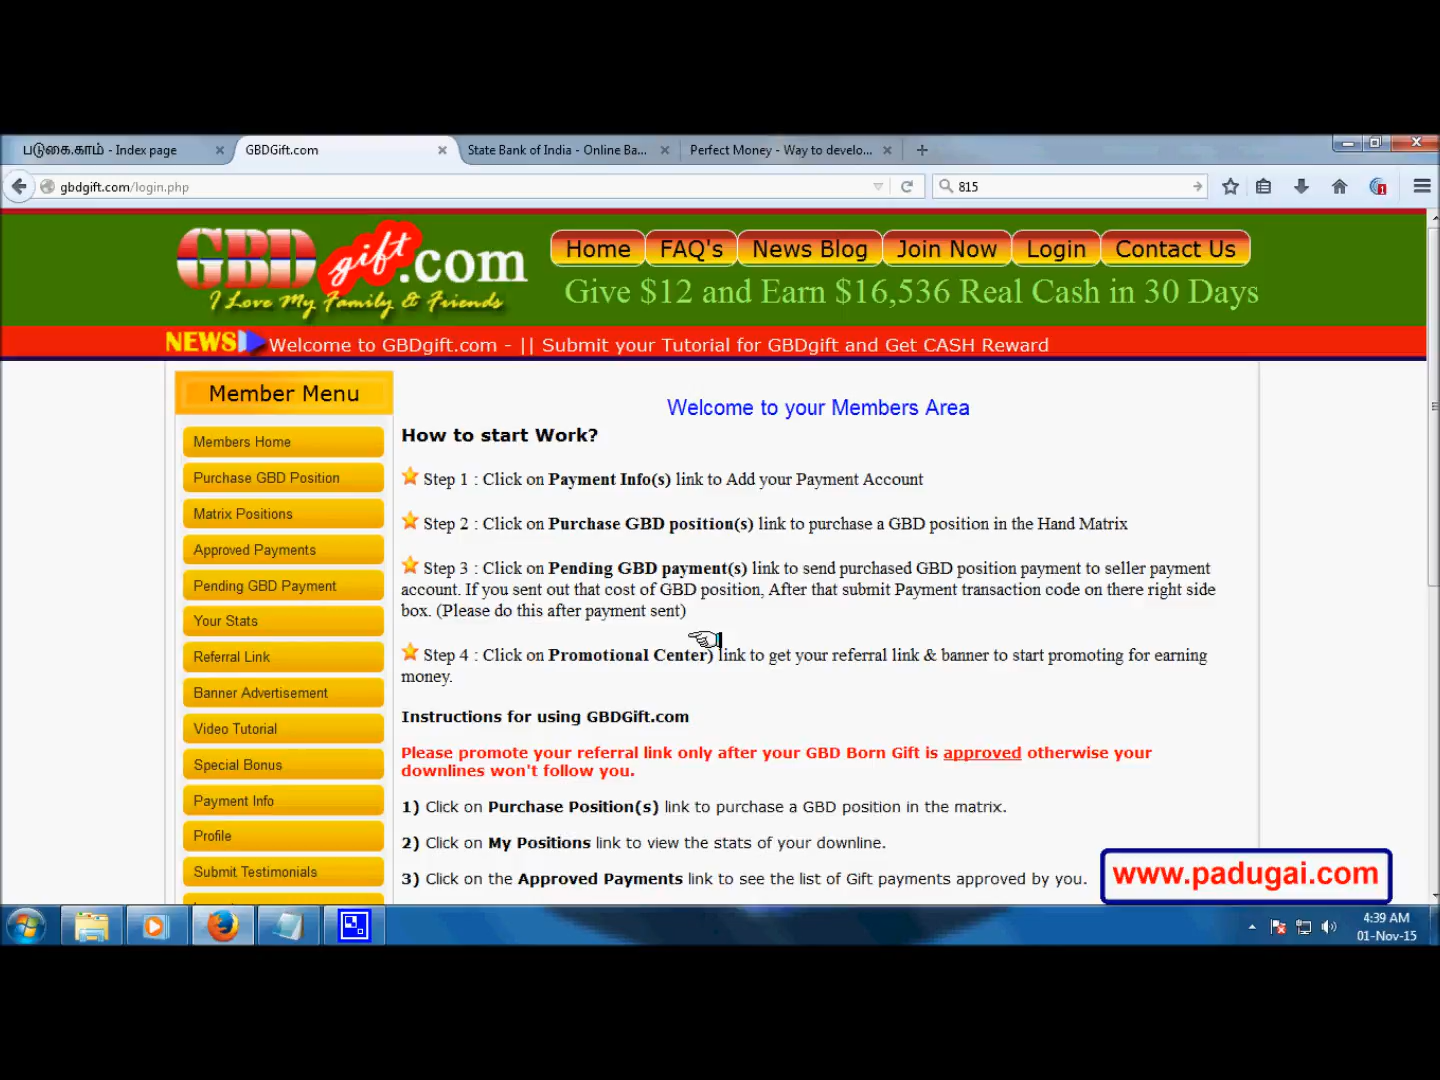 படுகை.காம் - Index page
GBDGift.com
State Bank of India - Online Ba...
Perfect Money - Way to develo...
gbdgift.com/login.php
815
GBD gift.com
I Love My Family & Friends
Home
FAQ's
News Blog
Join Now
Login
Contact Us
Give $12 and Earn $16,536 Real Cash in 30 Days
NEWS
Welcome to GBDgift.com - || Submit your Tutorial for GBDgift and Get CASH Reward
Member Menu
Members Home
Purchase GBD Position
Matrix Positions
Approved Payments
Pending GBD Payment
Your Stats
Referral Link
Banner Advertisement
Video Tutorial
Special Bonus
Payment Info
Profile
Submit Testimonials
Welcome to your Members Area
How to start Work?
Step 1 : Click on Payment Info(s) link to Add your Payment Account
Step 2 : Click on Purchase GBD position(s) link to purchase a GBD position in the Hand Matrix
Step 3 : Click on Pending GBD payment(s) link to send purchased GBD position payment to seller payment
account. If you sent out that cost of GBD position, After that submit Payment transaction code on there right side
box. (Please do this after payment sent)
Step 4 : Click on Promotional Center) link to get your referral link & banner to start promoting for earning
money.
Instructions for using GBDGift.com
Please promote your referral link only after your GBD Born Gift is approved otherwise your
downlines won't follow you.
1) Click on Purchase Position(s) link to purchase a GBD position in the matrix.
2) Click on My Positions link to view the stats of your downline.
3) Click on the Approved Payments link to see the list of Gift payments approved by you.
www.padugai.com
4:39 AM
01-Nov-15